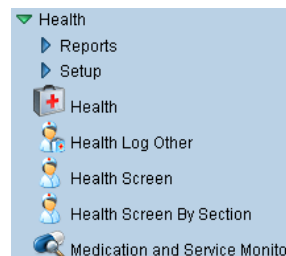 Health
Reports
Setup
Health
Health Log Other
Health Screen
Health Screen By Section
Medication and Service Monito